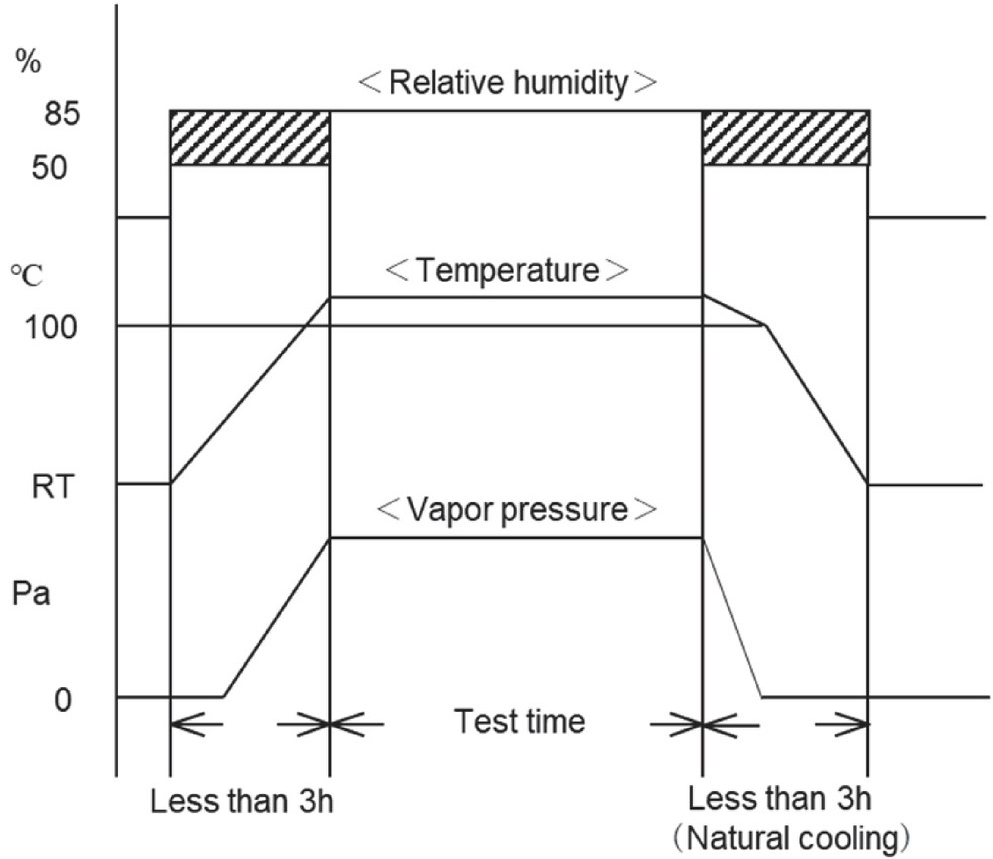 %
＜Relative humidity＞
85
50
℃
＜Temperature＞
100
RT
＜Vapor pressure＞
Pa
0
Test time
Less than 3h
Less than 3h
（Natural cooling）